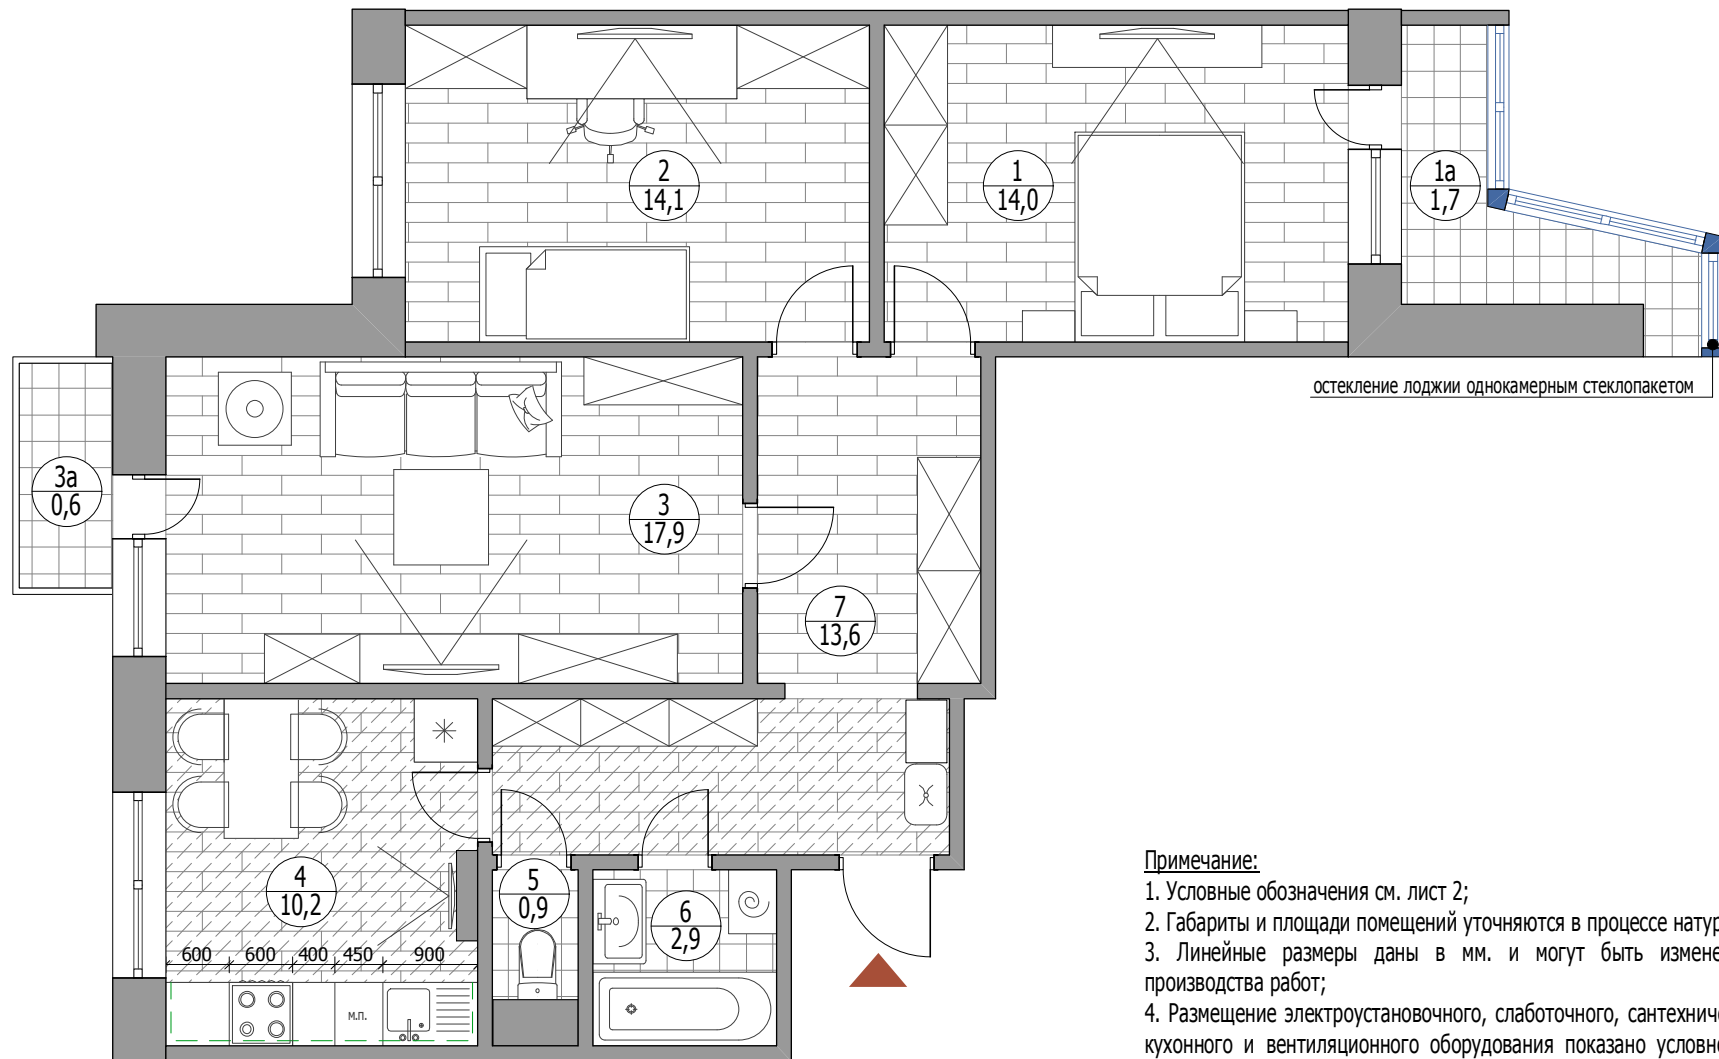 2
14,1
1
14,0
1а
1,7
остекление лоджии однокамерным стеклопакетом
3а
0,6
3
17,9
7
13,6
4
10,2
5
0,9
6
2,9
600 600 400 450 900
м.п.
Примечание:
1. Условные обозначения см. лист 2;
2. Габариты и площади помещений уточняются в процессе натур
3. Линейные размеры даны в мм. и могут быть измене
производства работ;
4. Размещение электроустановочного, слаботочного, сантехниче
кухонного и вентиляционного оборудования показано условн